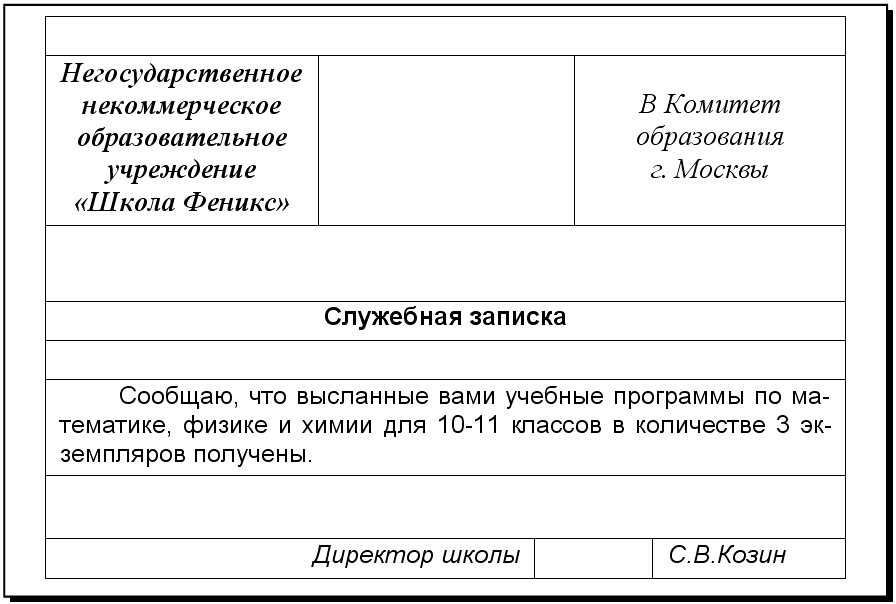 Негосударственное
некоммерческое
образовательное
учреждение
«Школа Феникс»
В Комитет
образования
г. Москвы
Служебная записка
Сообщаю, что высланные вами учебные программы по ма-
тематике, физике и химии для 10-11 классов в количестве 3 эк-
земпляров получены.
Директор школы С.В.Козин